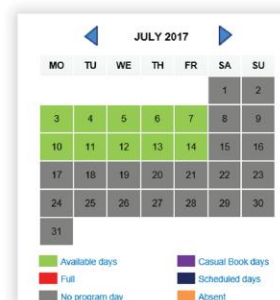 JULY 2017
MO TU WE TH FR SA SU
1 2
3 4 5 6 7 8 9
10 11 12 13 14 15 16
17 18 19 20 21 22 23
24 25 26 27 28 29 30
31
Available days Casual Book days
Full Scheduled days
No program day Absent